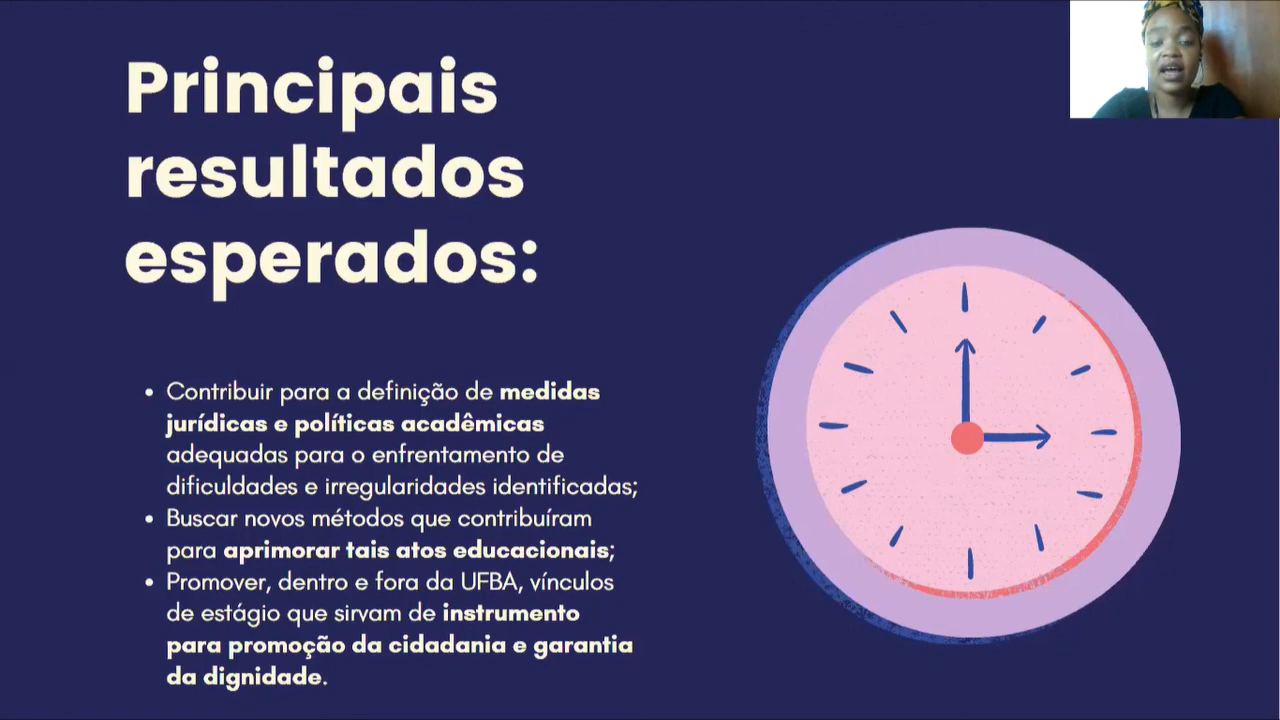 Principais
resultados
esperados:
• Contribuir para a definição de medidas
jurídicas e políticas acadêmicas
adequadas para o enfrentamento de
dificuldades e irregularidades identificadas;
• Buscar novos métodos que contribuíram
para aprimorar tais atos educacionais;
• Promover, dentro e fora da UFBA, vínculos
de estágio que sirvam de instrumento
para promoção da cidadania e garantia
da dignidade.